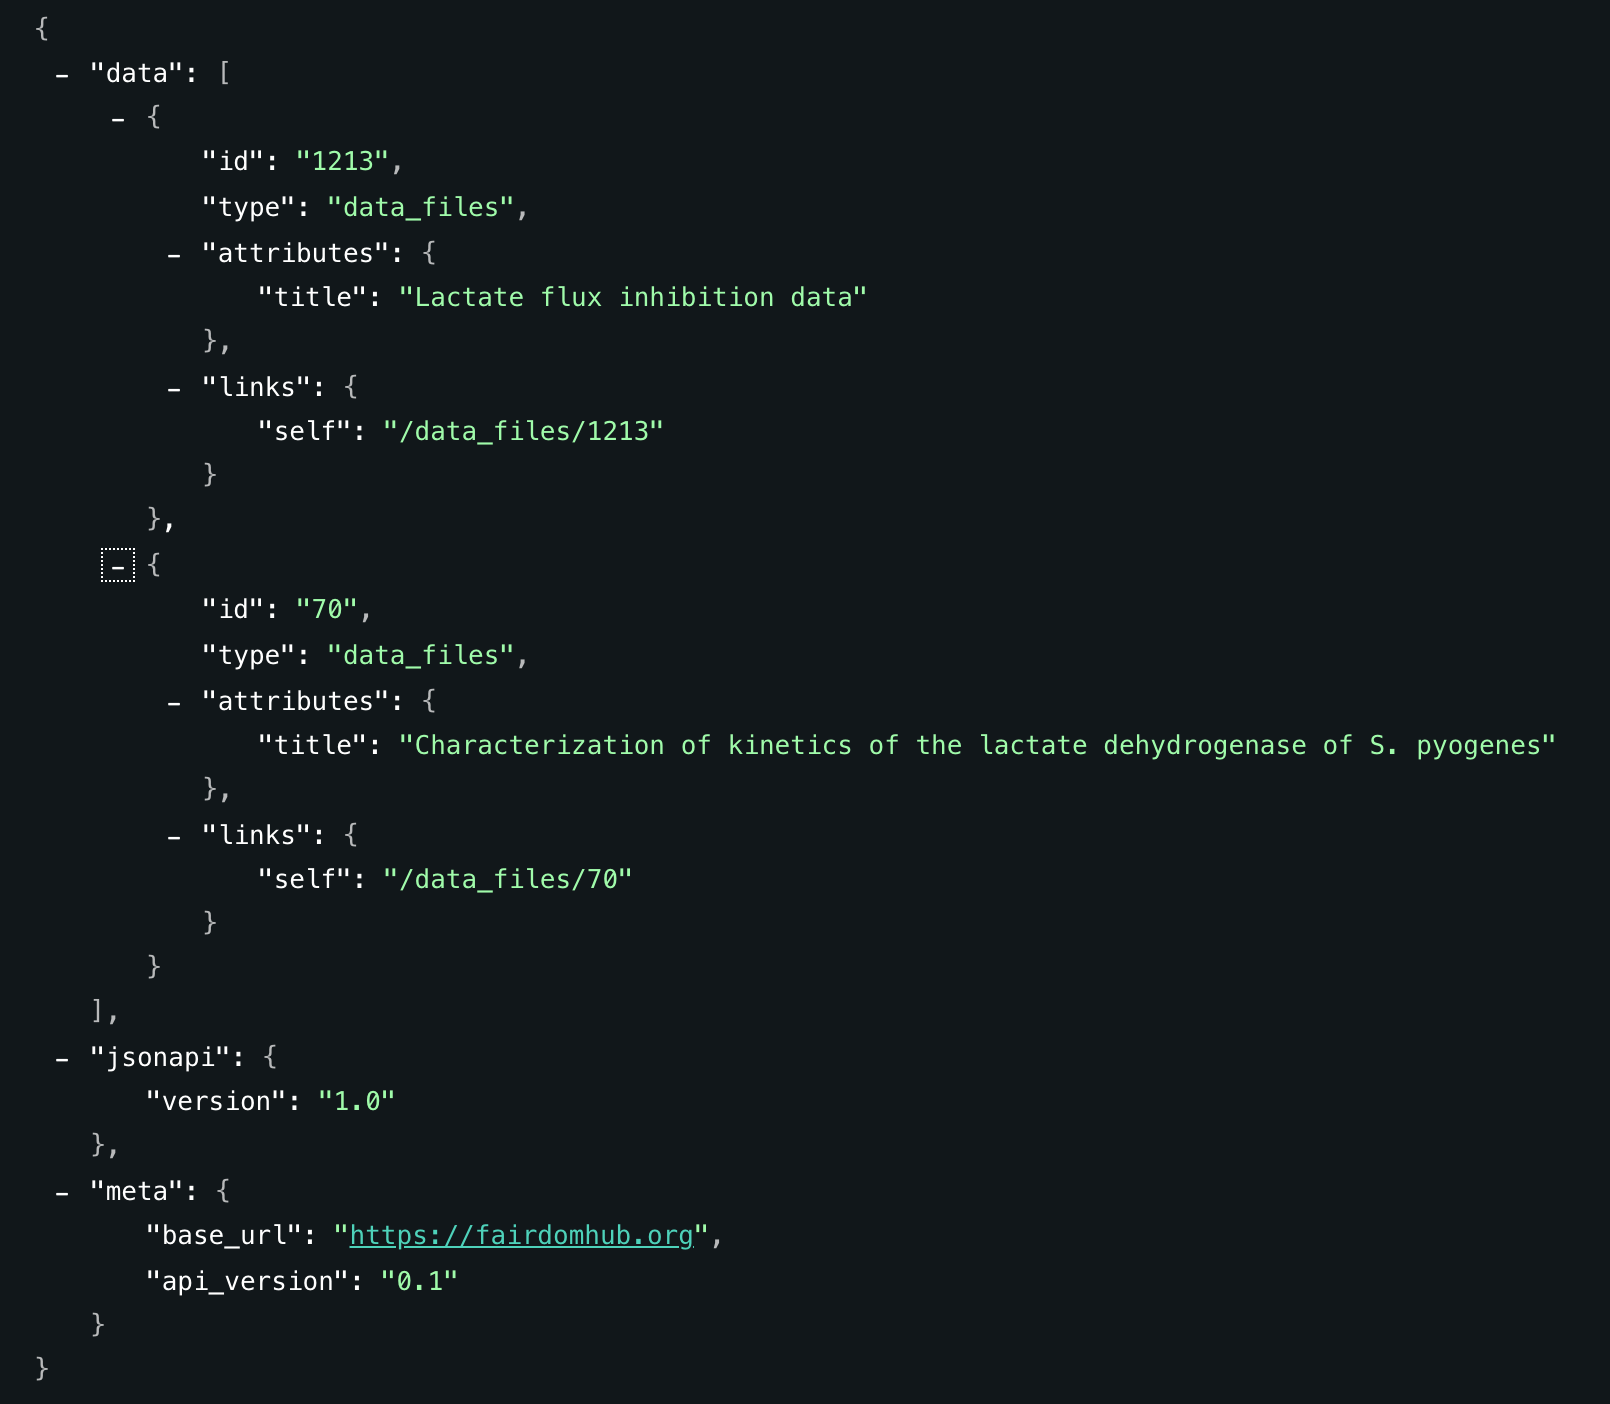 {
- "data": [
- {
"id": "1213",
"type": "data_files",
- "attributes": {
"title": "Lactate flux inhibition data"
},
- "links": {
"self": "/data_files/1213"
}
},
- {
"id": "70",
"type": "data_files",
- "attributes": {
"title": "Characterization of kinetics of the lactate dehydrogenase of S. pyogenes"
},
- "links": {
"self": "/data_files/70"
}
}
],
- "jsonapi": {
"version": "1.0"
},
- "meta": {
"base_url": "https://fairdomhub.org",
"api_version": "0.1"
}
}